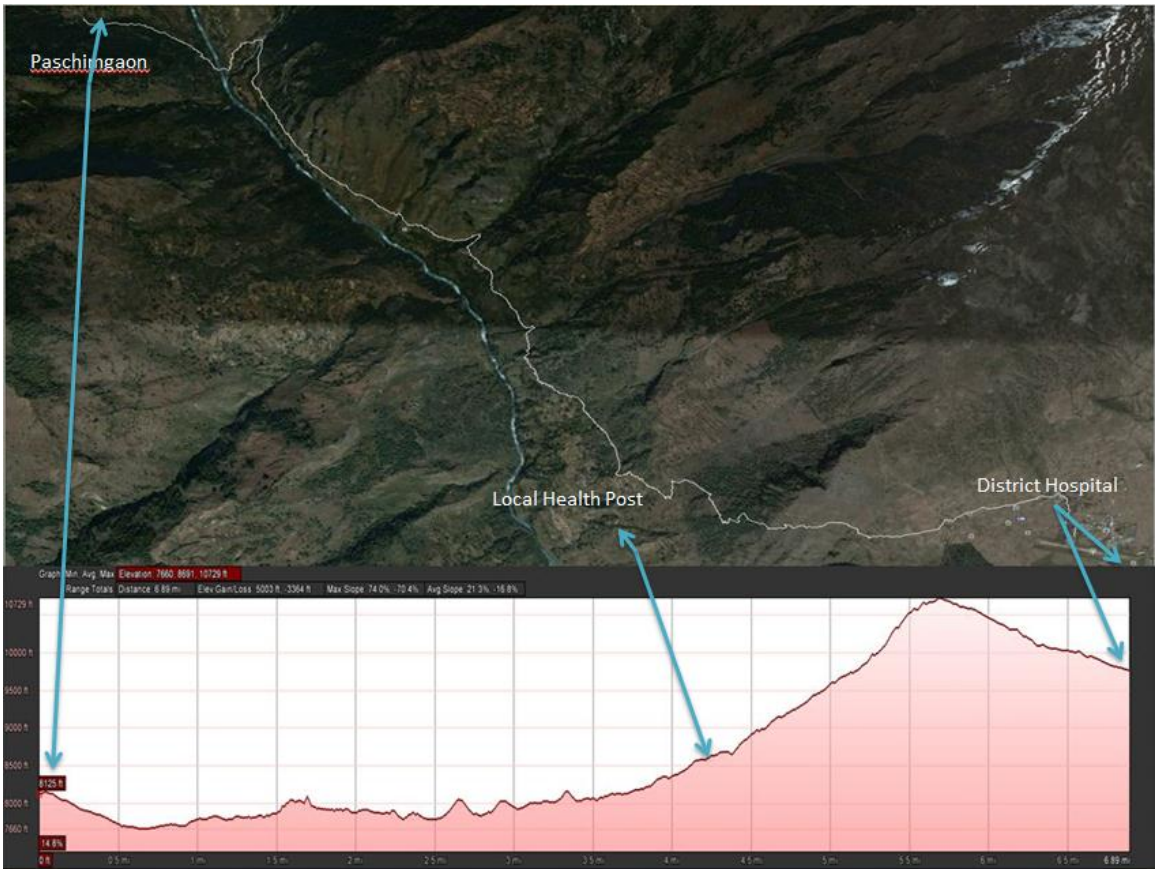 Paschimgaon
Local Health Post
District Hospital
Graph: Min, Avg, Max Elevation: 7660, 8691, 10729 ft
Range Totals: Distance: 6.89 mi Elev Gain/Loss: 5003 ft, -3364 ft Max Slope: 74.0%, -70.4% Avg Slope: 21.3%, -16.8%
10729 ft
10000 ft
9500 ft
9000 ft
8500 ft
8125 ft
8000 ft
7660 ft
14.6%
0 ft 0.5 mi 1 mi 1.5 mi 2 mi 2.5 mi 3 mi 3.5 mi 4 mi 4.5 mi 5 mi 5.5 mi 6 mi 6.5 mi 6.89 mi